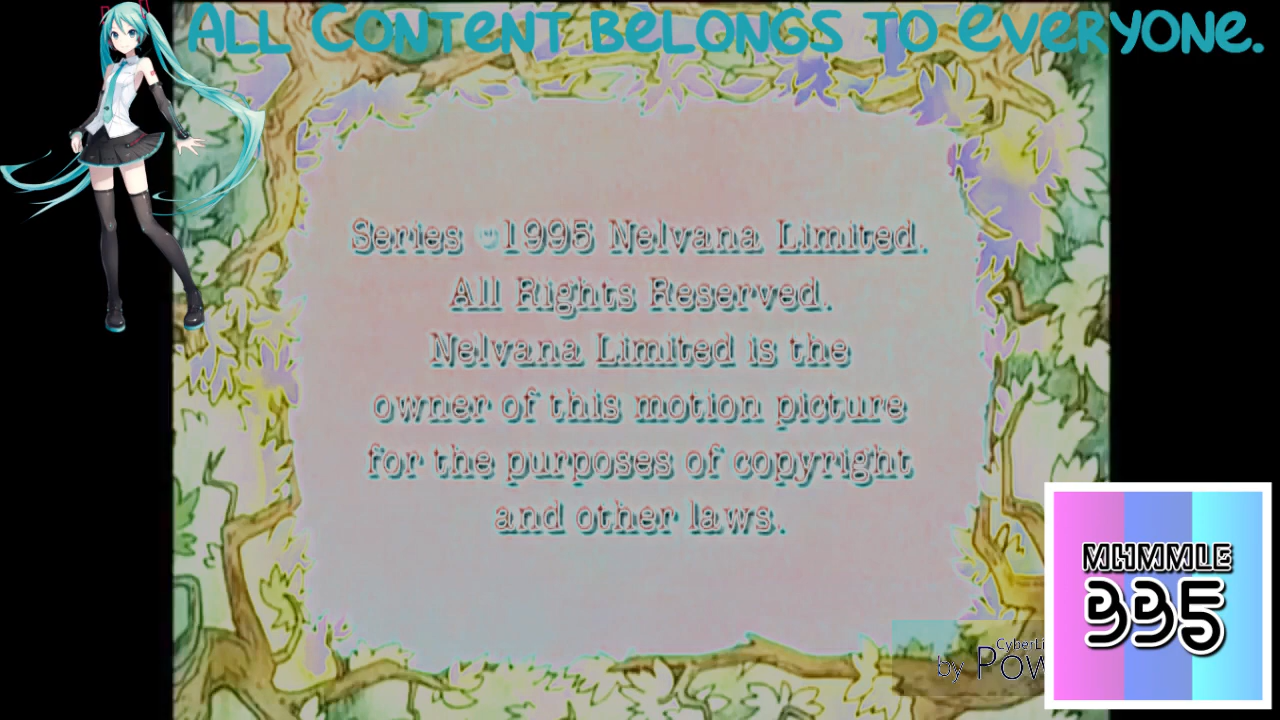 ALL CONTENT BELONGS TO EVERYONE.
Series ©1995 Nelvana Limited.
All Rights Reserved.
Nelvana Limited is the
owner of this motion picture
for the purposes of copyright
and other laws.
MHMMLE
335
CyberLi
by Pow